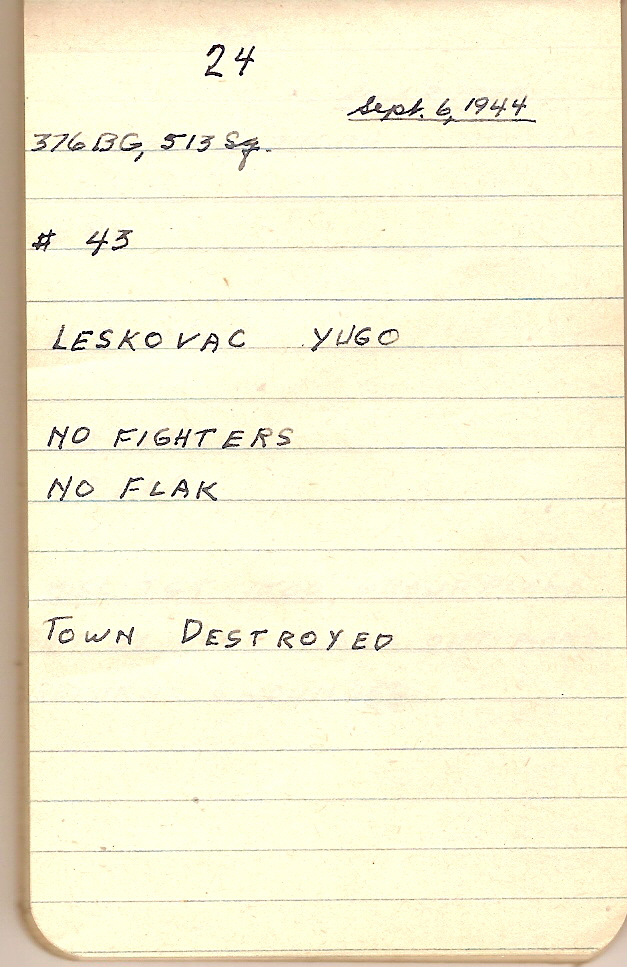 24
Sept. 6, 1944
376 BG, 513 Sq.
# 43
LESKOVAC YUGO
NO FIGHTERS
NO FLAK
TOWN DESTROYED